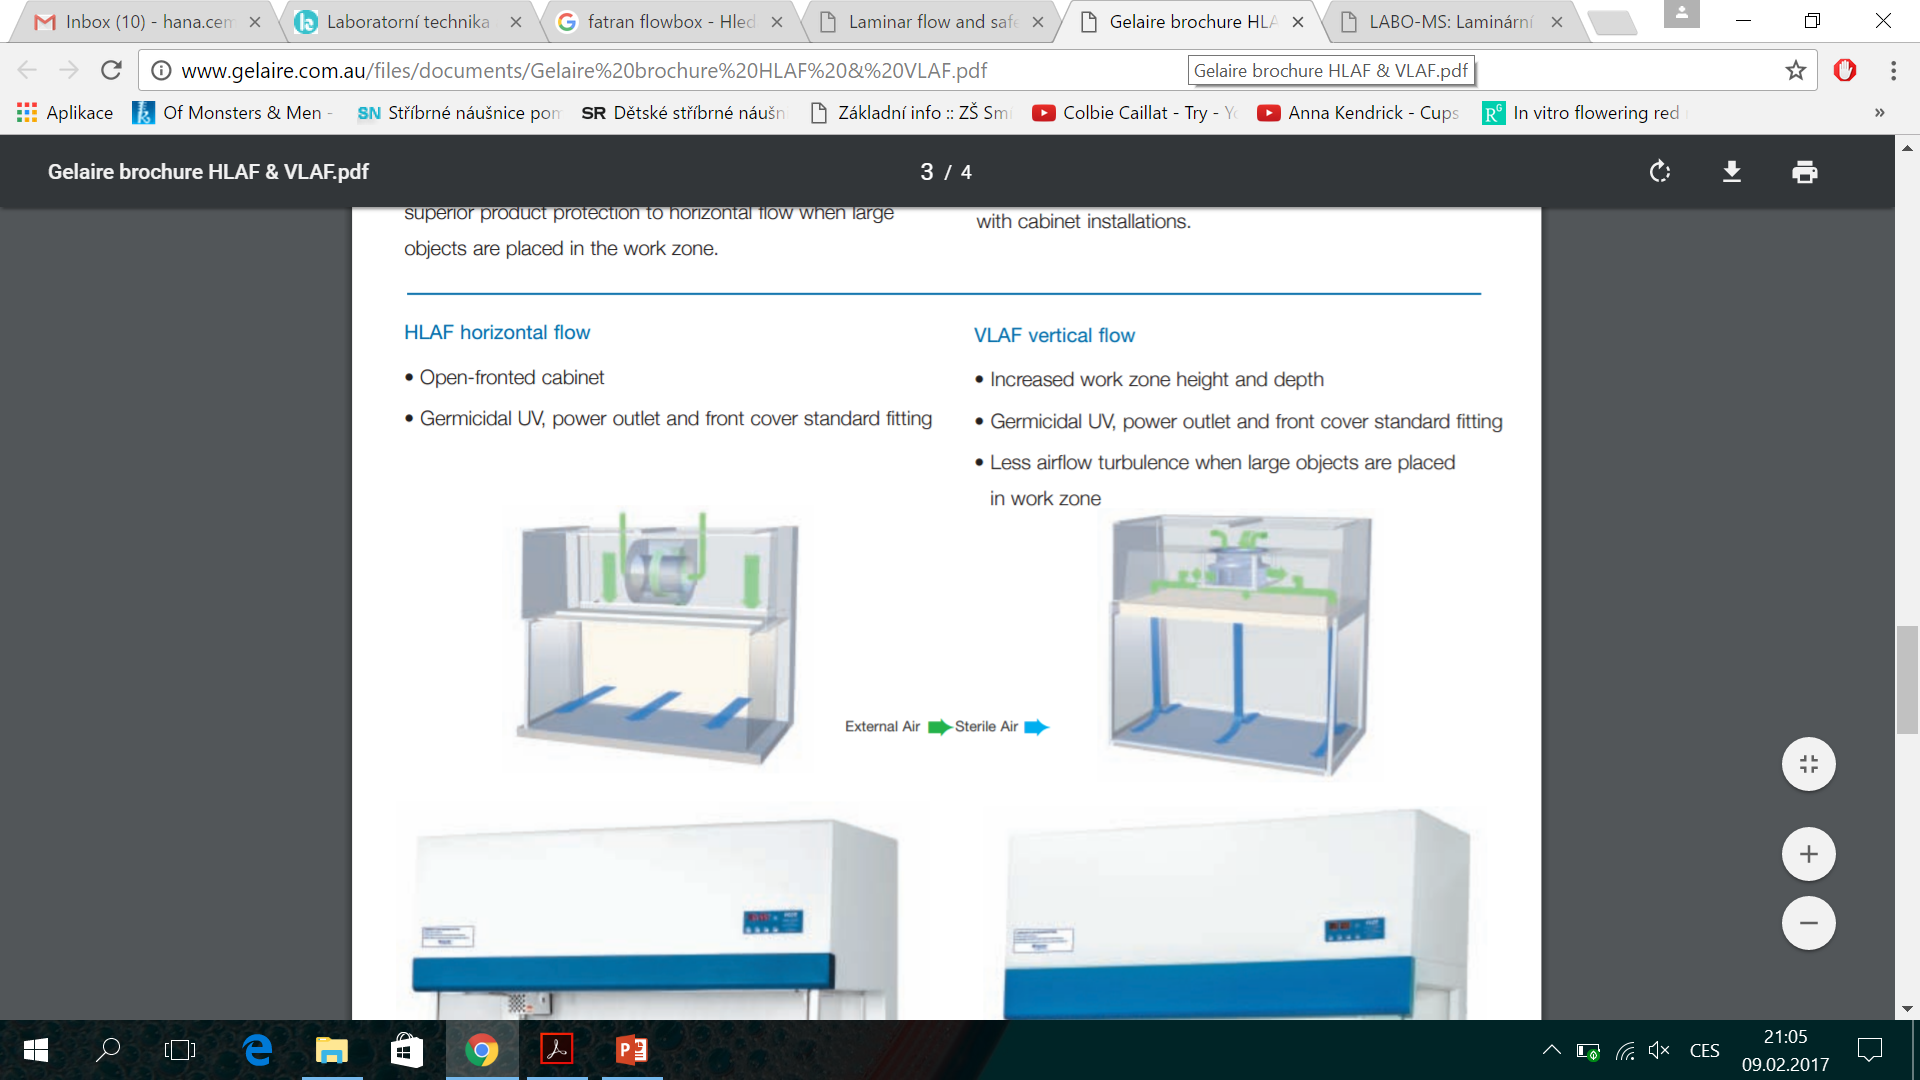 Inbox (10) - hana.cem
Laboratorní technika
fatran flowbox - Hled
Laminar flow and safe
Gelaire brochure HLA
LABO-MS: Laminární
www.gelaire.com.au/files/documents/Gelaire%20brochure%20HLAF%20&%20VLAF.pdf
Gelaire brochure HLAF & VLAF.pdf
Aplikace
Of Monsters & Men -
SN Stříbrné náušnice pom
SR Dětské stříbrné náušn
Základní info :: ZŠ Smí
Colbie Caillat - Try - Yo
Anna Kendrick - Cups
RG In vitro flowering red
»
Gelaire brochure HLAF & VLAF.pdf
3 / 4
superior product protection to horizontal flow when large
objects are placed in the work zone.
with cabinet installations.
HLAF horizontal flow
• Open-fronted cabinet
• Germicidal UV, power outlet and front cover standard fitting
VLAF vertical flow
• Increased work zone height and depth
• Germicidal UV, power outlet and front cover standard fitting
• Less airflow turbulence when large objects are placed
in work zone
External Air
Sterile Air
CES
21:05
09.02.2017